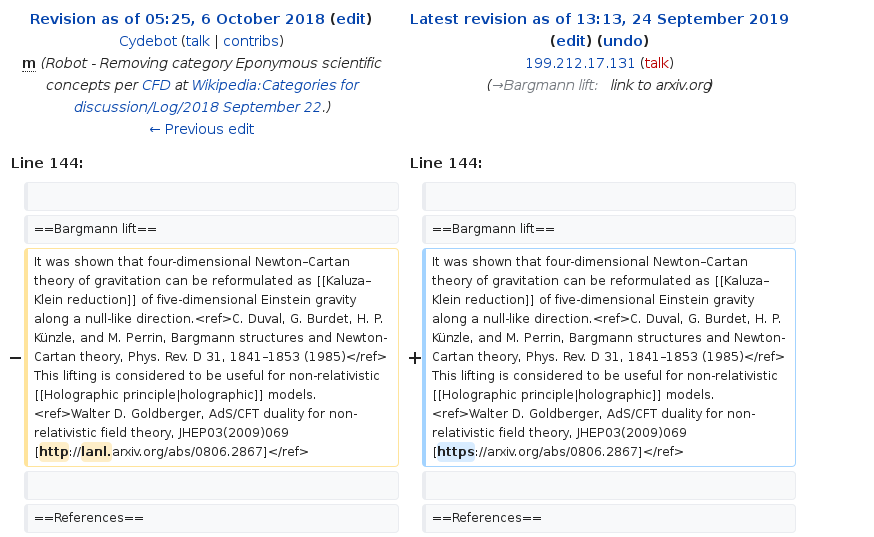 Revision as of 05:25, 6 October 2018 (edit)
Cydebot (talk | contribs)
m (Robot - Removing category Eponymous scientific
concepts per CFD at Wikipedia:Categories for
discussion/Log/2018 September 22.)
← Previous edit
Latest revision as of 13:13, 24 September 2019
(edit) (undo)
199.212.17.131 (talk)
(→Bargmann lift: link to arxiv.org)
Line 144:
Line 144:
==Bargmann lift==
==Bargmann lift==
−
It was shown that four-dimensional Newton–Cartan
theory of gravitation can be reformulated as [[Kaluza–
Klein reduction]] of five-dimensional Einstein gravity
along a null-like direction.<ref>C. Duval, G. Burdet, H. P.
Künzle, and M. Perrin, Bargmann structures and Newton-
Cartan theory, Phys. Rev. D 31, 1841–1853 (1985)</ref>
This lifting is considered to be useful for non-relativistic
[[Holographic principle|holographic]] models.
<ref>Walter D. Goldberger, AdS/CFT duality for non-
relativistic field theory, JHEP03(2009)069
[http://lanl.arxiv.org/abs/0806.2867]</ref>
+
It was shown that four-dimensional Newton–Cartan
theory of gravitation can be reformulated as [[Kaluza–
Klein reduction]] of five-dimensional Einstein gravity
along a null-like direction.<ref>C. Duval, G. Burdet, H. P.
Künzle, and M. Perrin, Bargmann structures and Newton-
Cartan theory, Phys. Rev. D 31, 1841–1853 (1985)</ref>
This lifting is considered to be useful for non-relativistic
[[Holographic principle|holographic]] models.
<ref>Walter D. Goldberger, AdS/CFT duality for non-
relativistic field theory, JHEP03(2009)069
[https://arxiv.org/abs/0806.2867]</ref>
==References==
==References==